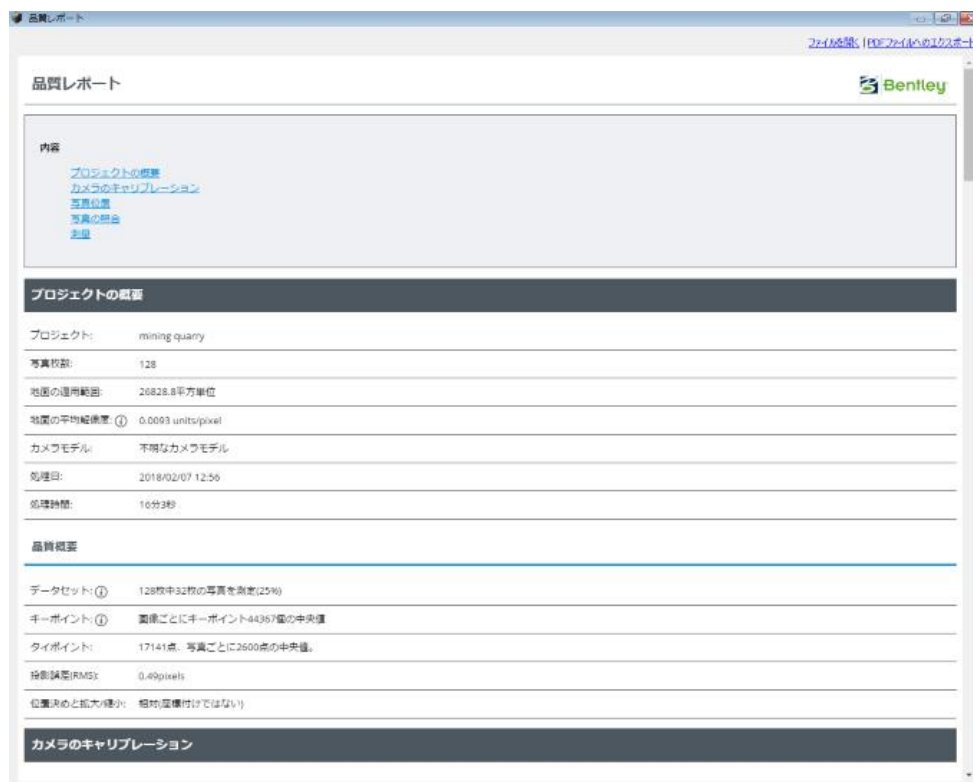 品質レポート
ファイルを開く | PDFファイルへのエクスポート
品質レポート
Bentley
内容
プロジェクトの概要
カメラのキャリブレーション
写真位置
写真の照合
測量
プロジェクトの概要
プロジェクト: mining quarry
写真枚数: 128
地面の適用範囲: 26828.8平方単位
地面の平均解像度: 0.0093 units/pixel
カメラモデル: 不明なカメラモデル
処理日: 2018/02/07 12:56
処理時間: 16分3秒
品質概要
データセット: 128枚中32枚の写真を測定(25%)
キーポイント: 画像ごとにキーポイント44367個の中央値
タイポイント: 17141点、写真ごとに2600点の中央値。
投影誤差(RMS): 0.49pixels
位置決めと拡大/縮小: 相対(座標付けではない)
カメラのキャリブレーション